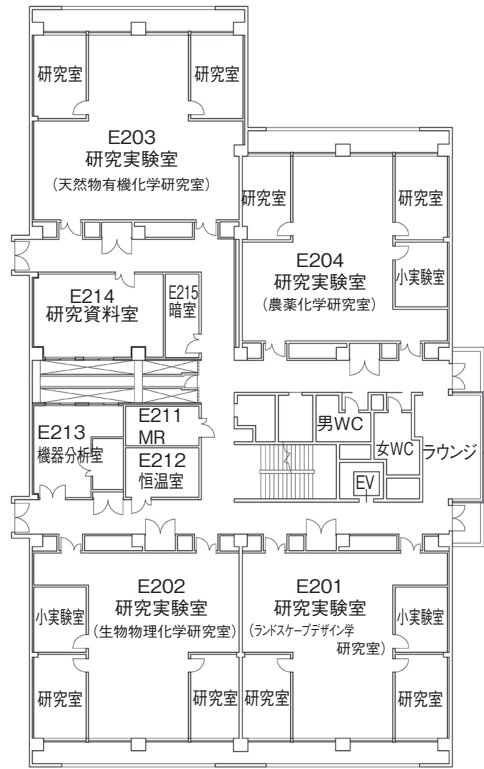 研究室
研究室
E203
研究実験室
（天然物有機化学研究室）
研究室
研究室
E204
研究実験室
（農薬化学研究室）
小実験室
E214
研究資料室
E215
暗室
E211
MR
E213
機器分析室
E212
恒温室
男WC
女WC
ラウンジ
EV
E202
研究実験室
（生物物理化学研究室）
小実験室
研究室
研究室
E201
研究実験室
（ランドスケープデザイン学
研究室）
小実験室
研究室
研究室